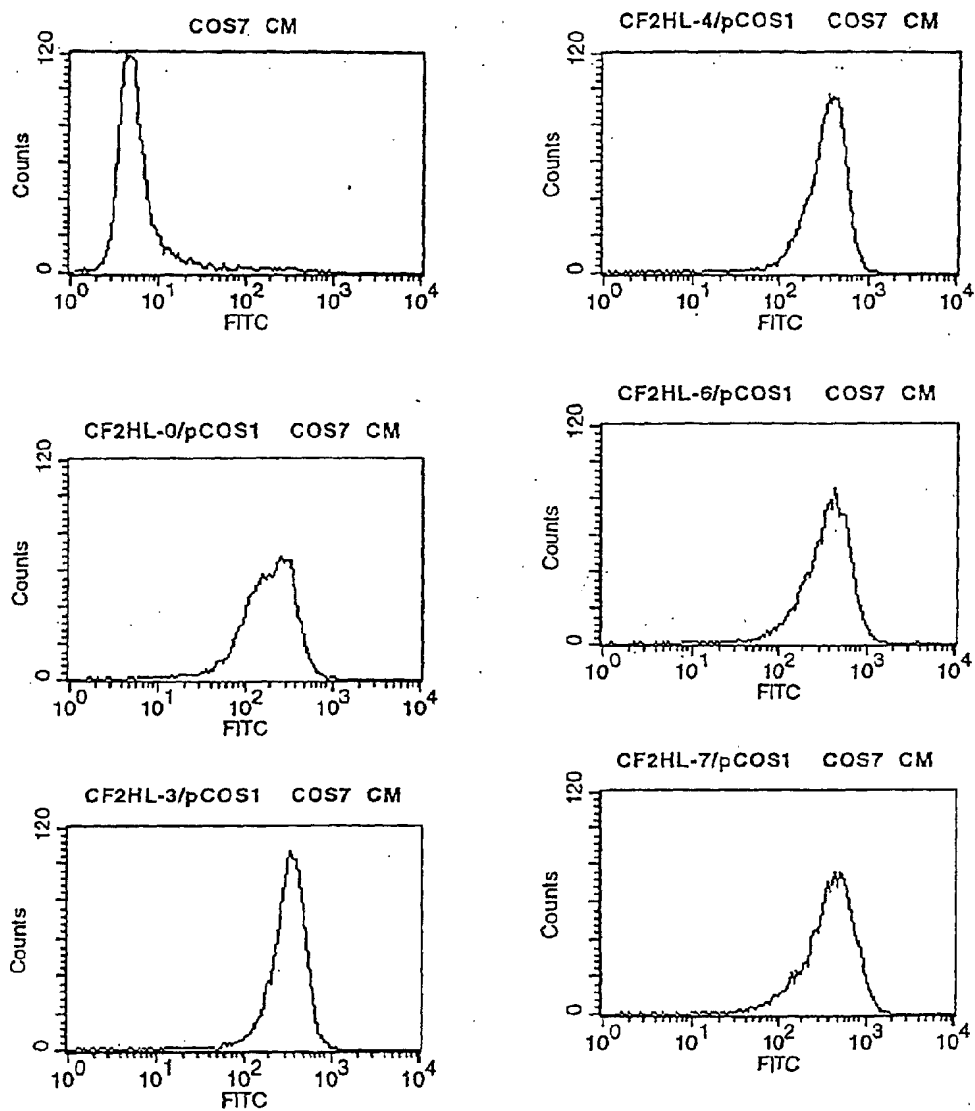 COS7 CM
120
Counts
0
10^0 10^1 10^2 10^3 10^4
FITC
CF2HL-0/pCOS1 COS7 CM
120
Counts
0
10^0 10^1 10^2 10^3 10^4
FITC
CF2HL-3/pCOS1 COS7 CM
120
Counts
0
10^0 10^1 10^2 10^3 10^4
FITC
CF2HL-4/pCOS1 COS7 CM
120
Counts
0
10^0 10^1 10^2 10^3 10^4
FITC
CF2HL-6/pCOS1 COS7 CM
120
Counts
0
10^0 10^1 10^2 10^3 10^4
FITC
CF2HL-7/pCOS1 COS7 CM
120
Counts
0
10^0 10^1 10^2 10^3 10^4
FITC